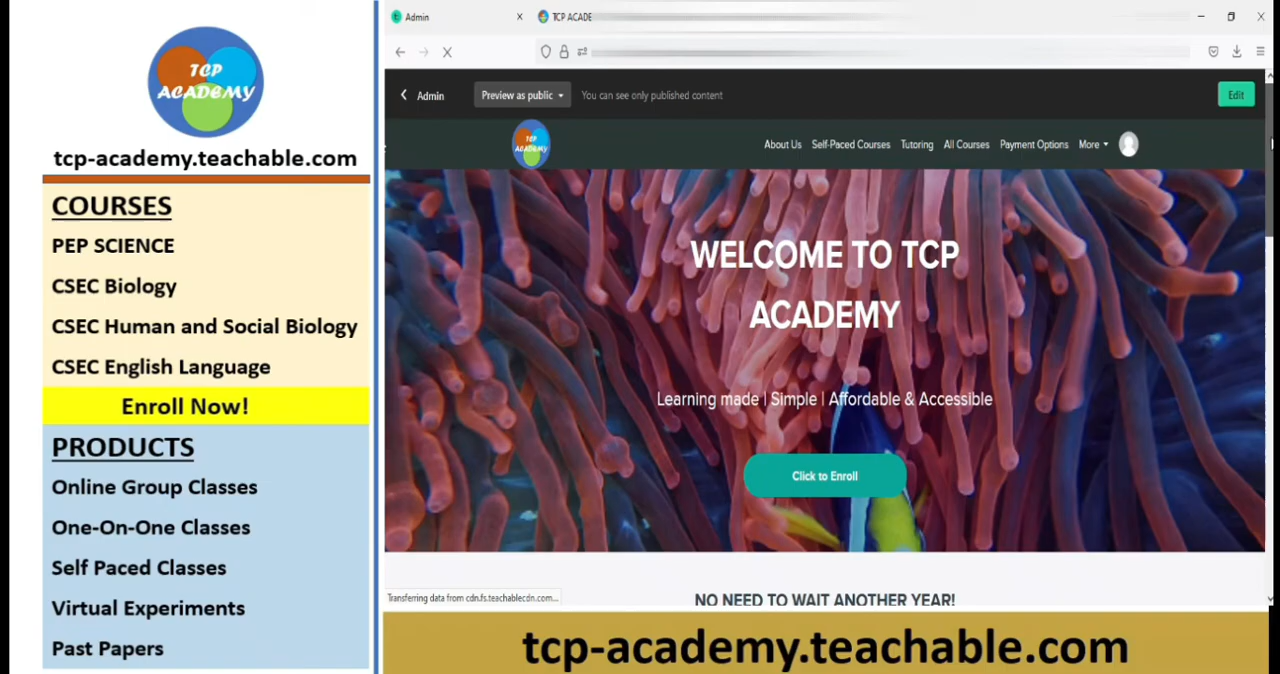 TCP
ACADEMY
tcp-academy.teachable.com
COURSES
PEP SCIENCE
CSEC Biology
CSEC Human and Social Biology
CSEC English Language
Enroll Now!
PRODUCTS
Online Group Classes
One-On-One Classes
Self Paced Classes
Virtual Experiments
Past Papers
Admin
TCP ACADE
Admin
Preview as public
You can see only published content
Edit
TCP
ACADEMY
About Us
Self-Paced Courses
Tutoring
All Courses
Payment Options
More
WELCOME TO TCP
ACADEMY
Learning made | Simple | Affordable & Accessible
Click to Enroll
Transferring data from cdn.fs.teachablecdn.com...
NO NEED TO WAIT ANOTHER YEAR!
tcp-academy.teachable.com